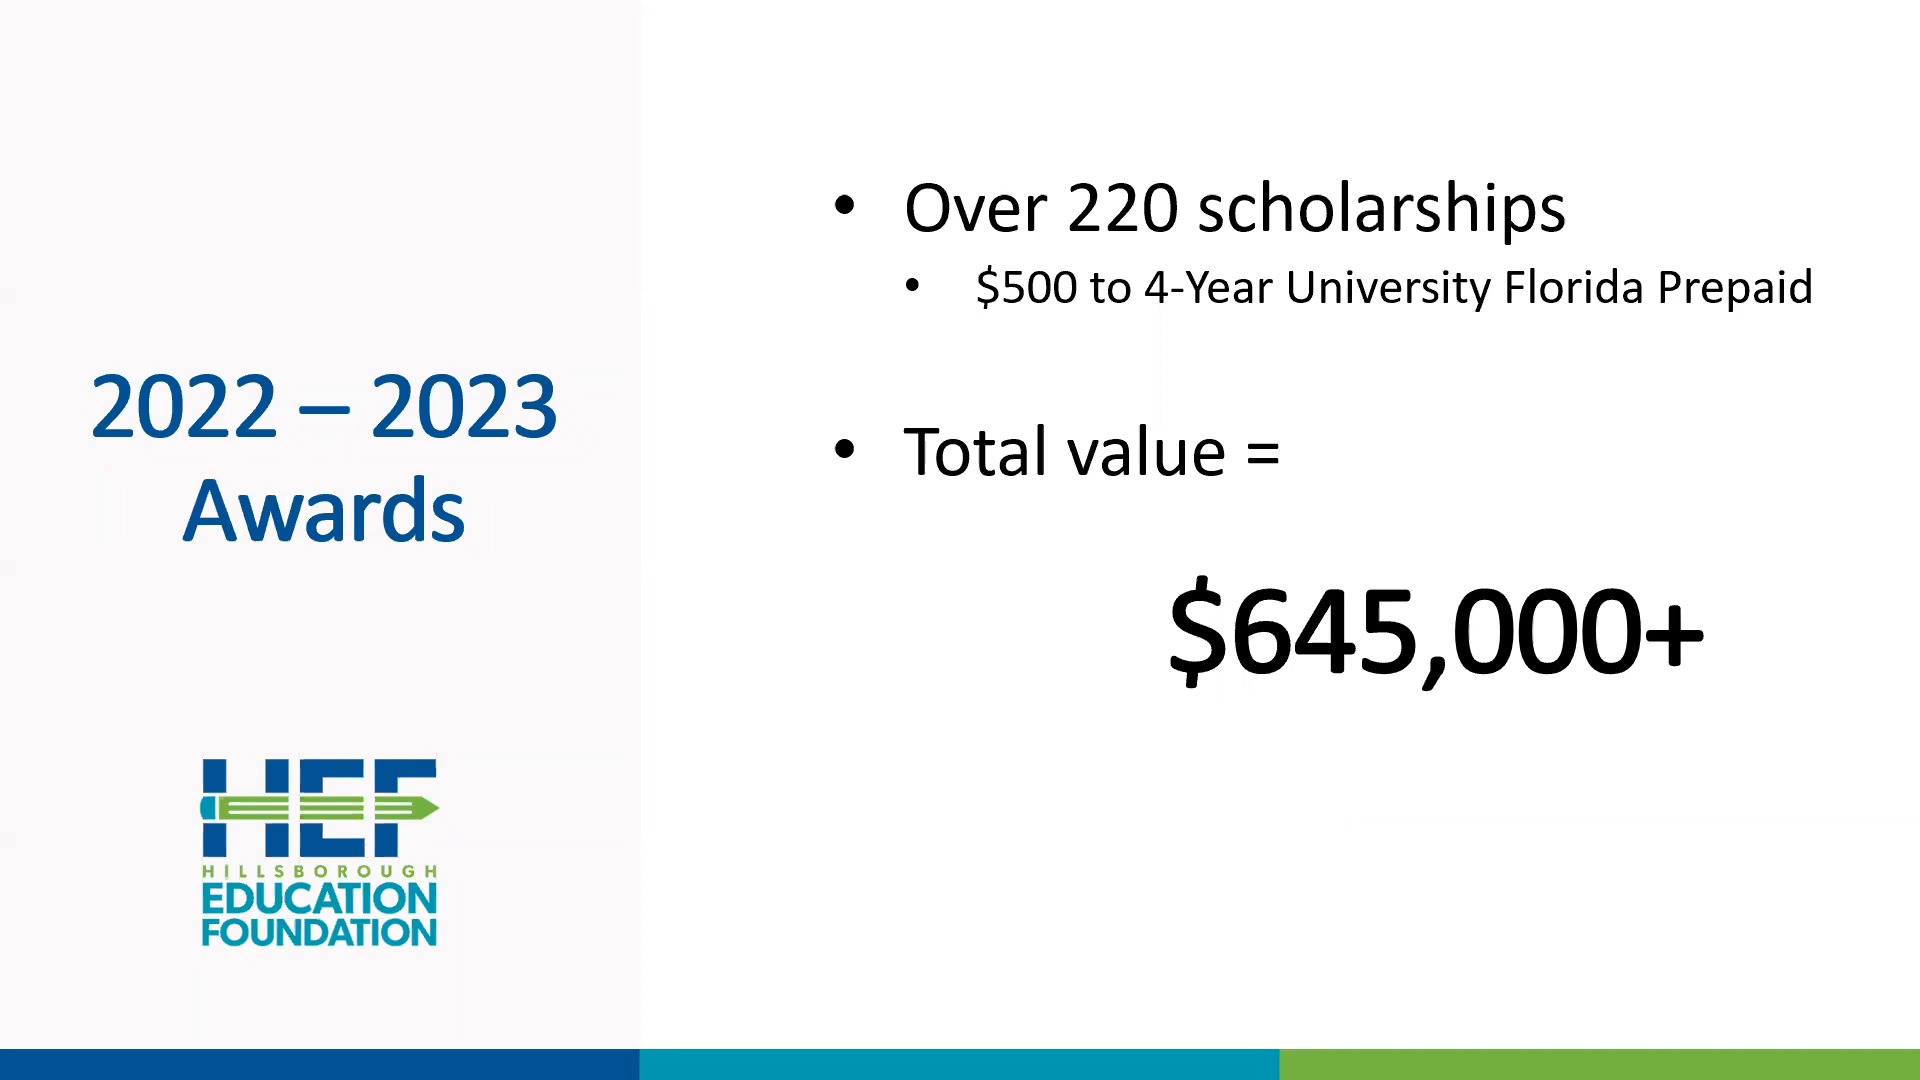 2022 – 2023
Awards
HEF
HILLSBOROUGH
EDUCATION
FOUNDATION
• Over 220 scholarships
• $500 to 4-Year University Florida Prepaid
• Total value =
$645,000+